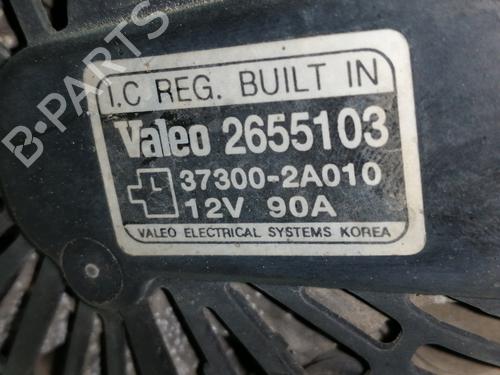 I.C REG. BUILT IN
Valeo 2655103
37300-2A010
12V 90A
VALEO ELECTRICAL SYSTEMS KOREA
B-PARTS